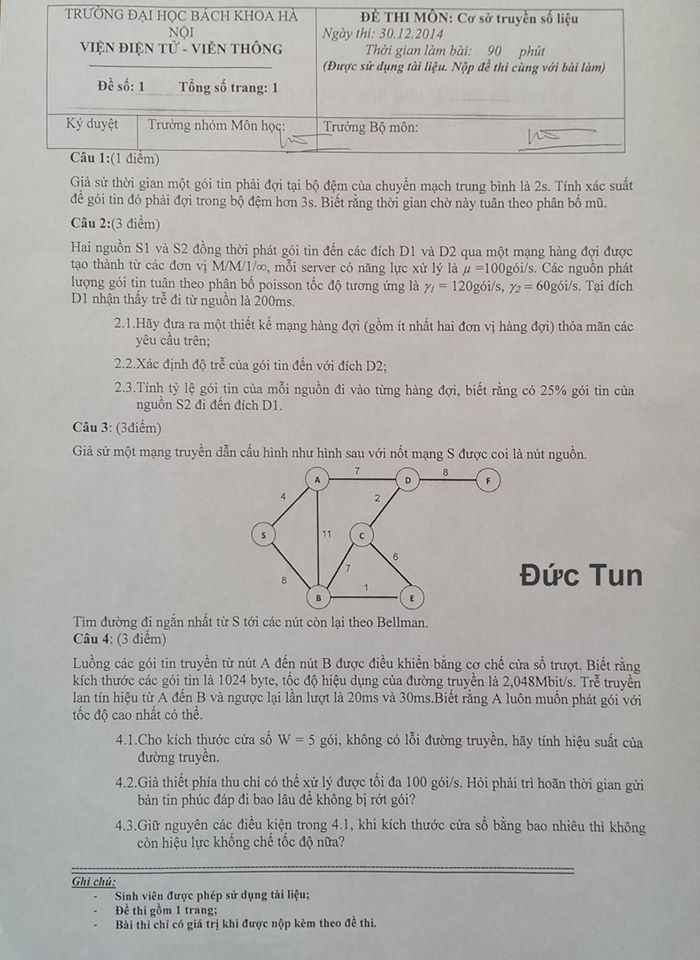 TRƯỜNG ĐẠI HỌC BÁCH KHOA HÀ
NỘI
VIỆN ĐIỆN TỬ - VIỄN THÔNG
Đề số: 1 Tổng số trang: 1
ĐỀ THI MÔN: Cơ sở truyền số liệu
Ngày thi: 30.12.2014
Thời gian làm bài: 90 phút
(Được sử dụng tài liệu. Nộp đề thi cùng với bài làm)
Ký duyệt
Trưởng nhóm Môn học:
Trưởng Bộ môn:
Câu 1:(1 điểm)
Giả sử thời gian một gói tin phải đợi tại bộ đệm của chuyển mạch trung bình là 2s. Tính xác suất
để gói tin đó phải đợi trong bộ đệm hơn 3s. Biết rằng thời gian chờ này tuân theo phân bố mũ.
Câu 2:(3 điểm)
Hai nguồn S1 và S2 đồng thời phát gói tin đến các đích D1 và D2 qua một mạng hàng đợi được
tạo thành từ các đơn vị M/M/1/∞, mỗi server có năng lực xử lý là μ =100gói/s. Các nguồn phát
lượng gói tin tuân theo phân bố poisson tốc độ tương ứng là γ1 = 120gói/s, γ2 = 60gói/s. Tại đích
D1 nhận thấy trễ đi từ nguồn là 200ms.
2.1.Hãy đưa ra một thiết kế mạng hàng đợi (gồm ít nhất hai đơn vị hàng đợi) thỏa mãn các
yêu cầu trên;
2.2.Xác định độ trễ của gói tin đến với đích D2;
2.3.Tính tỷ lệ gói tin của mỗi nguồn đi vào từng hàng đợi, biết rằng có 25% gói tin của
nguồn S2 đi đến đích D1.
Câu 3: (3điểm)
Giả sử một mạng truyền dẫn cấu hình như hình sau với nốt mạng S được coi là nút nguồn.
A 7 D 8 F
4 2
S 11 C
7 6
8 1
B E
Đức Tun
Tìm đường đi ngắn nhất từ S tới các nút còn lại theo Bellman.
Câu 4: (3 điểm)
Luồng các gói tin truyền từ nút A đến nút B được điều khiển bằng cơ chế cửa sổ trượt. Biết rằng
kích thước các gói tin là 1024 byte, tốc độ hiệu dụng của đường truyền là 2,048Mbit/s. Trễ truyền
lan tín hiệu từ A đến B và ngược lại lần lượt là 20ms và 30ms.Biết rằng A luôn muốn phát gói với
tốc độ cao nhất có thể.
4.1.Cho kích thước cửa sổ W = 5 gói, không có lỗi đường truyền, hãy tính hiệu suất của
đường truyền.
4.2.Giả thiết phía thu chỉ có thể xử lý được tối đa 100 gói/s. Hỏi phải trì hoãn thời gian gửi
bản tin phúc đáp đi bao lâu để không bị rớt gói?
4.3.Giữ nguyên các điều kiện trong 4.1, khi kích thước cửa sổ bằng bao nhiêu thì không
còn hiệu lực khống chế tốc độ nữa?
Ghi chú:
- Sinh viên được phép sử dụng tài liệu;
- Đề thi gồm 1 trang;
- Bài thi chỉ có giá trị khi được nộp kèm theo đề thi.